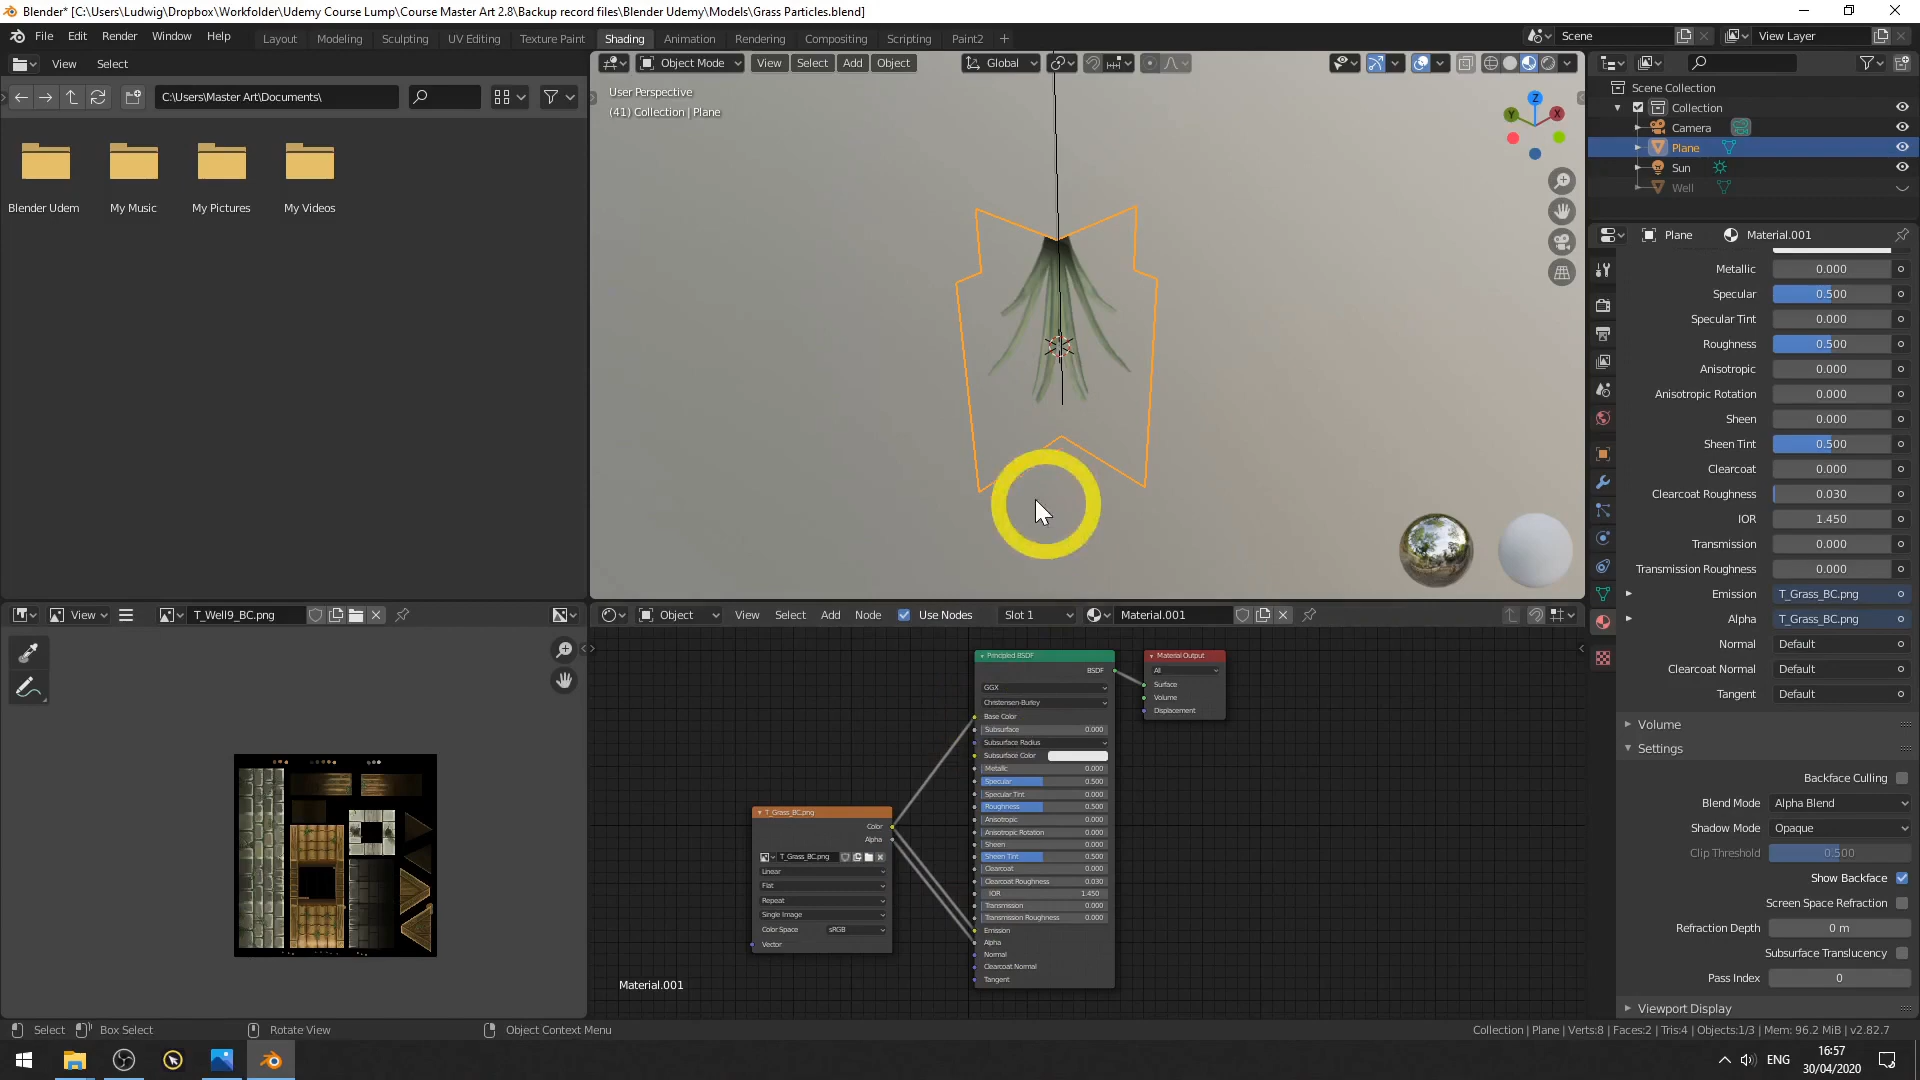 Blender* [C:\Users\Ludwig\Dropbox\Workfolder\Udemy Course Lump\Course Master Art 2.8\Backup record files\Blender Udemy\Models\Grass Particles.blend]
File Edit Render Window Help Layout Modeling Sculpting UV Editing Texture Paint Shading Animation Rendering Compositing Scripting Paint2 + Scene View Layer
View Select
C:\Users\Master Art\Documents\
Blender Udem My Music My Pictures My Videos
Object Mode View Select Add Object Global
User Perspective
(41) Collection | Plane
Z
Y X
Scene Collection
Collection
Camera
Plane
Sun
Well
Plane Material.001
Metallic 0.000
Specular 0.500
Specular Tint 0.000
Roughness 0.500
Anisotropic 0.000
Anisotropic Rotation 0.000
Sheen 0.000
Sheen Tint 0.500
Clearcoat 0.000
Clearcoat Roughness 0.030
IOR 1.450
Transmission 0.000
Transmission Roughness 0.000
Emission T_Grass_BC.png
Alpha T_Grass_BC.png
Normal Default
Clearcoat Normal Default
Tangent Default
Volume
Settings
Backface Culling
Blend Mode Alpha Blend
Shadow Mode Opaque
Clip Threshold 0.500
Show Backface
Screen Space Refraction
Refraction Depth 0 m
Subsurface Translucency
Pass Index 0
Viewport Display
View T_Well9_BC.png
Object View Select Add Node Use Nodes Slot 1 Material.001
Principled BSDF
BSDF
GGX
Christensen-Burley
Base Color
Subsurface 0.000
Subsurface Radius
Subsurface Color
Metallic 0.000
Specular 0.500
Specular Tint 0.000
Roughness 0.500
Anisotropic 0.000
Anisotropic Rotation 0.000
Sheen 0.000
Sheen Tint 0.500
Clearcoat 0.000
Clearcoat Roughness 0.030
IOR 1.450
Transmission 0.000
Transmission Roughness 0.000
Emission
Alpha
Normal
Clearcoat Normal
Tangent
Material Output
All
Surface
Volume
Displacement
T_Grass_BC.png
Color
Alpha
T_Grass_BC.png
Linear
Flat
Repeat
Single Image
Color Space sRGB
Vector
Material.001
Select Box Select Rotate View Object Context Menu
Collection | Plane | Verts:8 | Faces:2 | Tris:4 | Objects:1/3 | Mem: 96.2 MiB | v2.82.7
ENG
16:57
30/04/2020